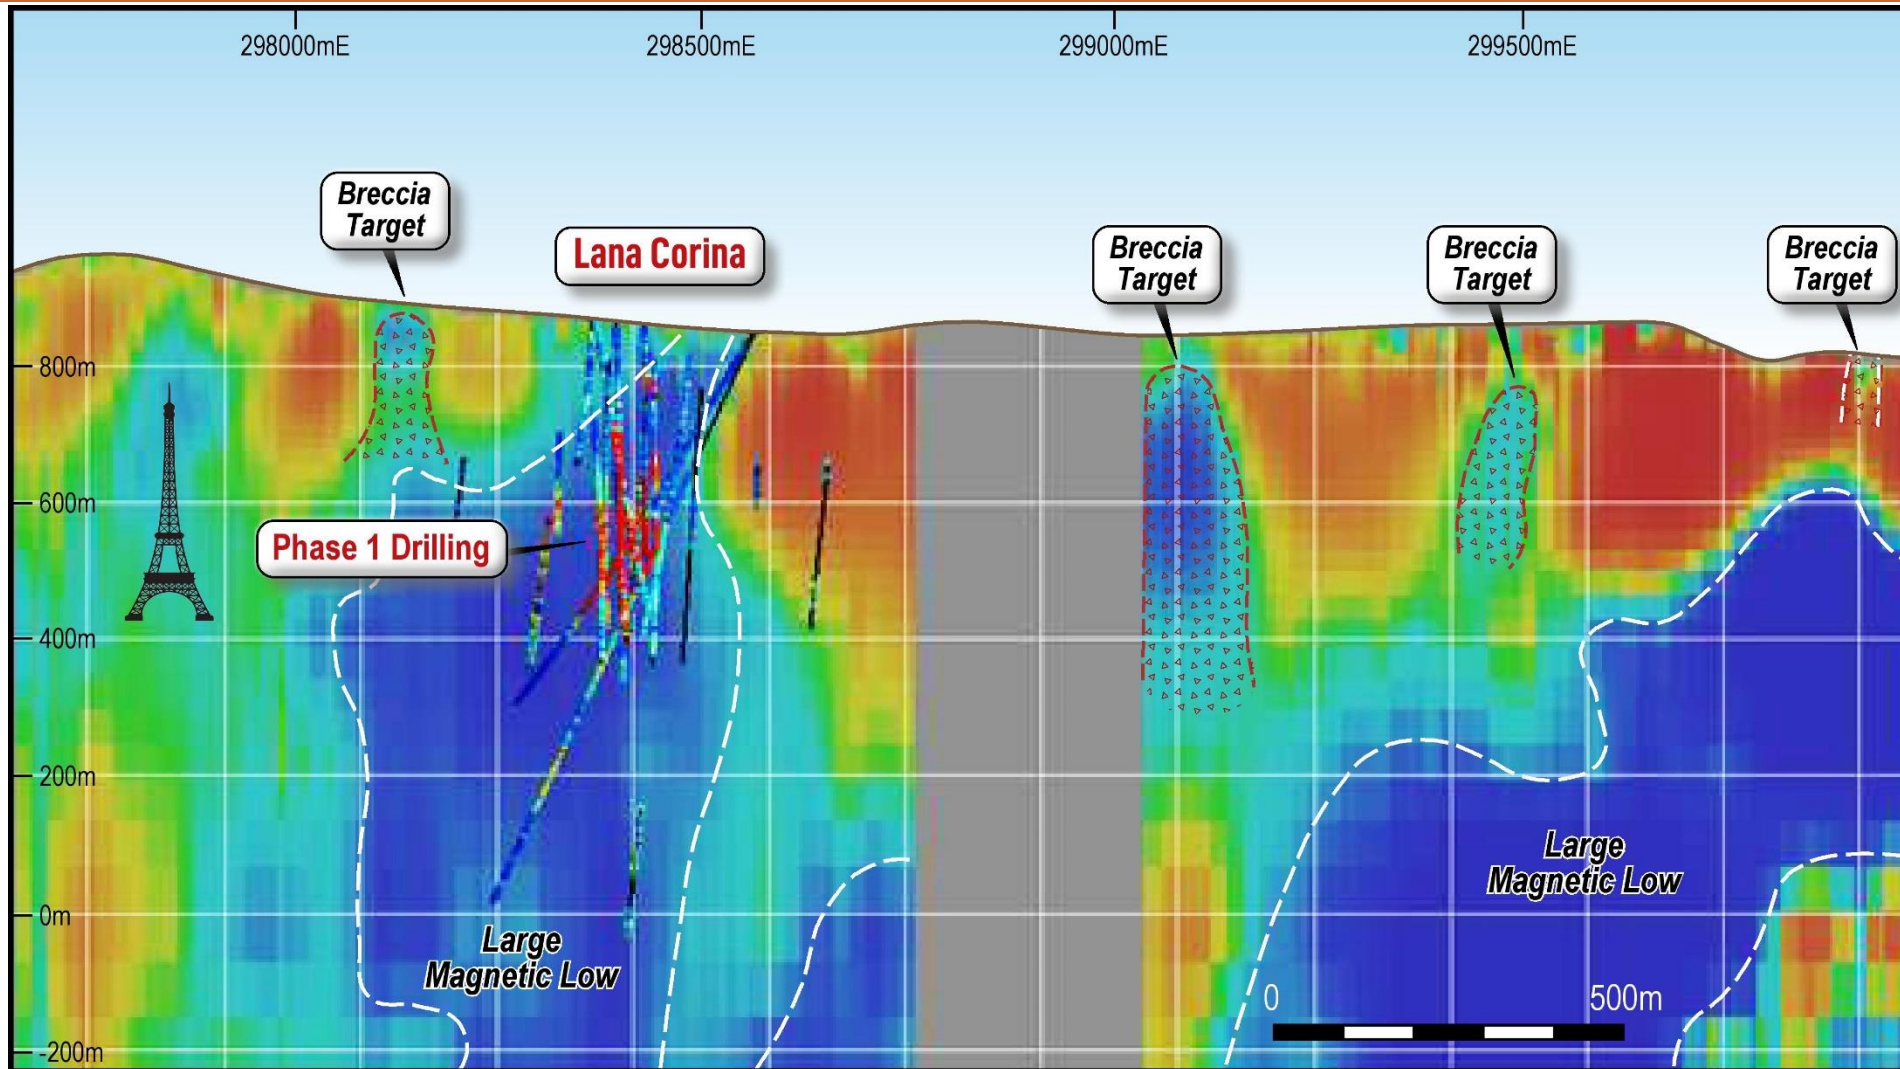 298000mE
298500mE
299000mE
299500mE
Breccia
Target
Lana Corina
Breccia
Target
Breccia
Target
Breccia
Target
800m
600m
Phase 1 Drilling
400m
200m
Large
Magnetic Low
0m
Large
Magnetic Low
0
500m
-200m